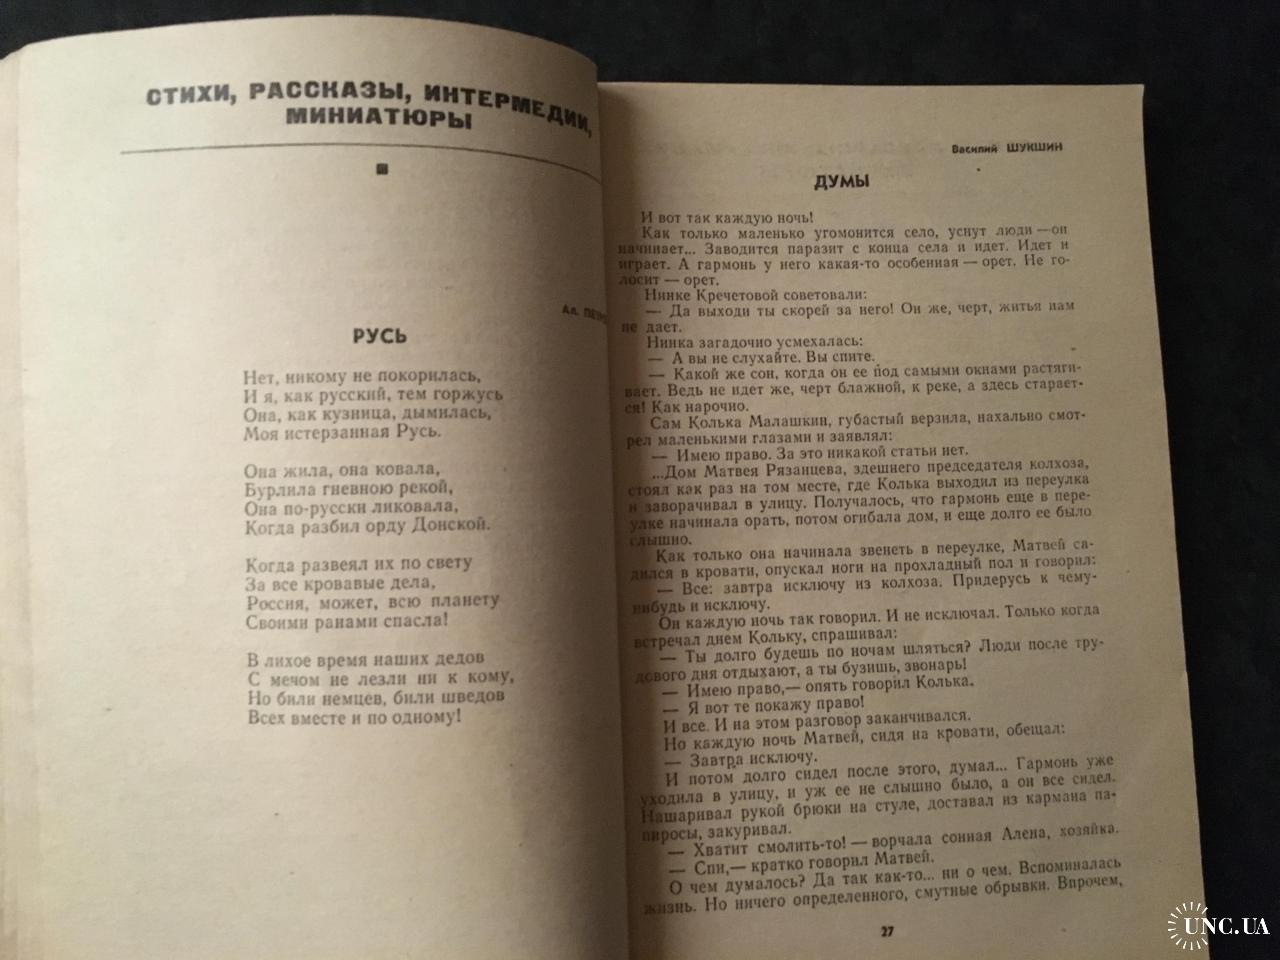 СТИХИ, РАССКАЗЫ, ИНТЕРМЕДИИ,
МИНИАТЮРЫ
Ал.
РУСЬ
Нет, никому не покорилась,
И я, как русский, тем горжусь
Она, как кузница, дымилась,
Моя истерзанная Русь.
Она жила, она ковала,
Бурлила гневною рекой,
Она по-русски ликовала,
Когда разбил орду Донской.
Когда развеял их по свету
За все кровавые дела,
Россия, может, всю планету
Своими ранами спасла!
В лихое время наших дедов
С мечом не лезли ни к кому,
Но били немцев, били шведов
Всех вместе и по одному!
Василий ШУКШИН
ДУМЫ
И вот так каждую ночь!
Как только маленько угомонится село, уснут люди — он
начинает... Заводится паразит с конца села и идет. Идет и
играет. А гармонь у него какая-то особенная — орет. Не го-
лосит — орет.
Нинке Кречетовой советовали:
— Да выходи ты скорей за него! Он же, черт, житья нам
не дает.
Нинка загадочно усмехалась:
— А вы не слухайте. Вы спите.
— Какой же сон, когда он ее под самыми окнами растяги-
вает. Ведь не идет же, черт блажной, к реке, а здесь старает-
ся! Как нарочно.
Сам Колька Малашкин, губастый верзила, нахально смот-
рел маленькими глазами и заявлял:
— Имею право. За это никакой статьи нет.
...Дом Матвея Рязанцева, здешнего председателя колхоза,
стоял как раз на том месте, где Колька выходил из переулка
и заворачивал в улицу. Получалось, что гармонь еще в пере-
улке начинала орать, потом огибала дом, и еще долго ее было
слышно.
Как только она начинала звенеть в переулке, Матвей са-
дился в кровати, опускал ноги на прохладный пол и говорил:
— Все: завтра исключу из колхоза. Придерусь к чему-
нибудь и исключу.
Он каждую ночь так говорил. И не исключал. Только когда
встречал днем Кольку, спрашивал:
— Ты долго будешь по ночам шляться? Люди после тру-
дового дня отдыхают, а ты бузишь, звонарь!
— Имею право,— опять говорил Колька.
— Я вот те покажу право!
И все. И на этом разговор заканчивался.
Но каждую ночь Матвей, сидя на кровати, обещал:
— Завтра исключу.
И потом долго сидел после этого, думал... Гармонь уже
уходила в улицу, и уж ее не слышно было, а он все сидел.
Нашаривал рукой брюки на стуле, доставал из кармана па-
пиросы, закуривал.
— Хватит смолить-то! — ворчала сонная Алена, хозяйка.
— Спи,— кратко говорил Матвей.
О чем думалось? Да так как-то... ни о чем. Вспоминалась
жизнь. Но ничего определенного, смутные обрывки. Впрочем,
27
UNC.UA